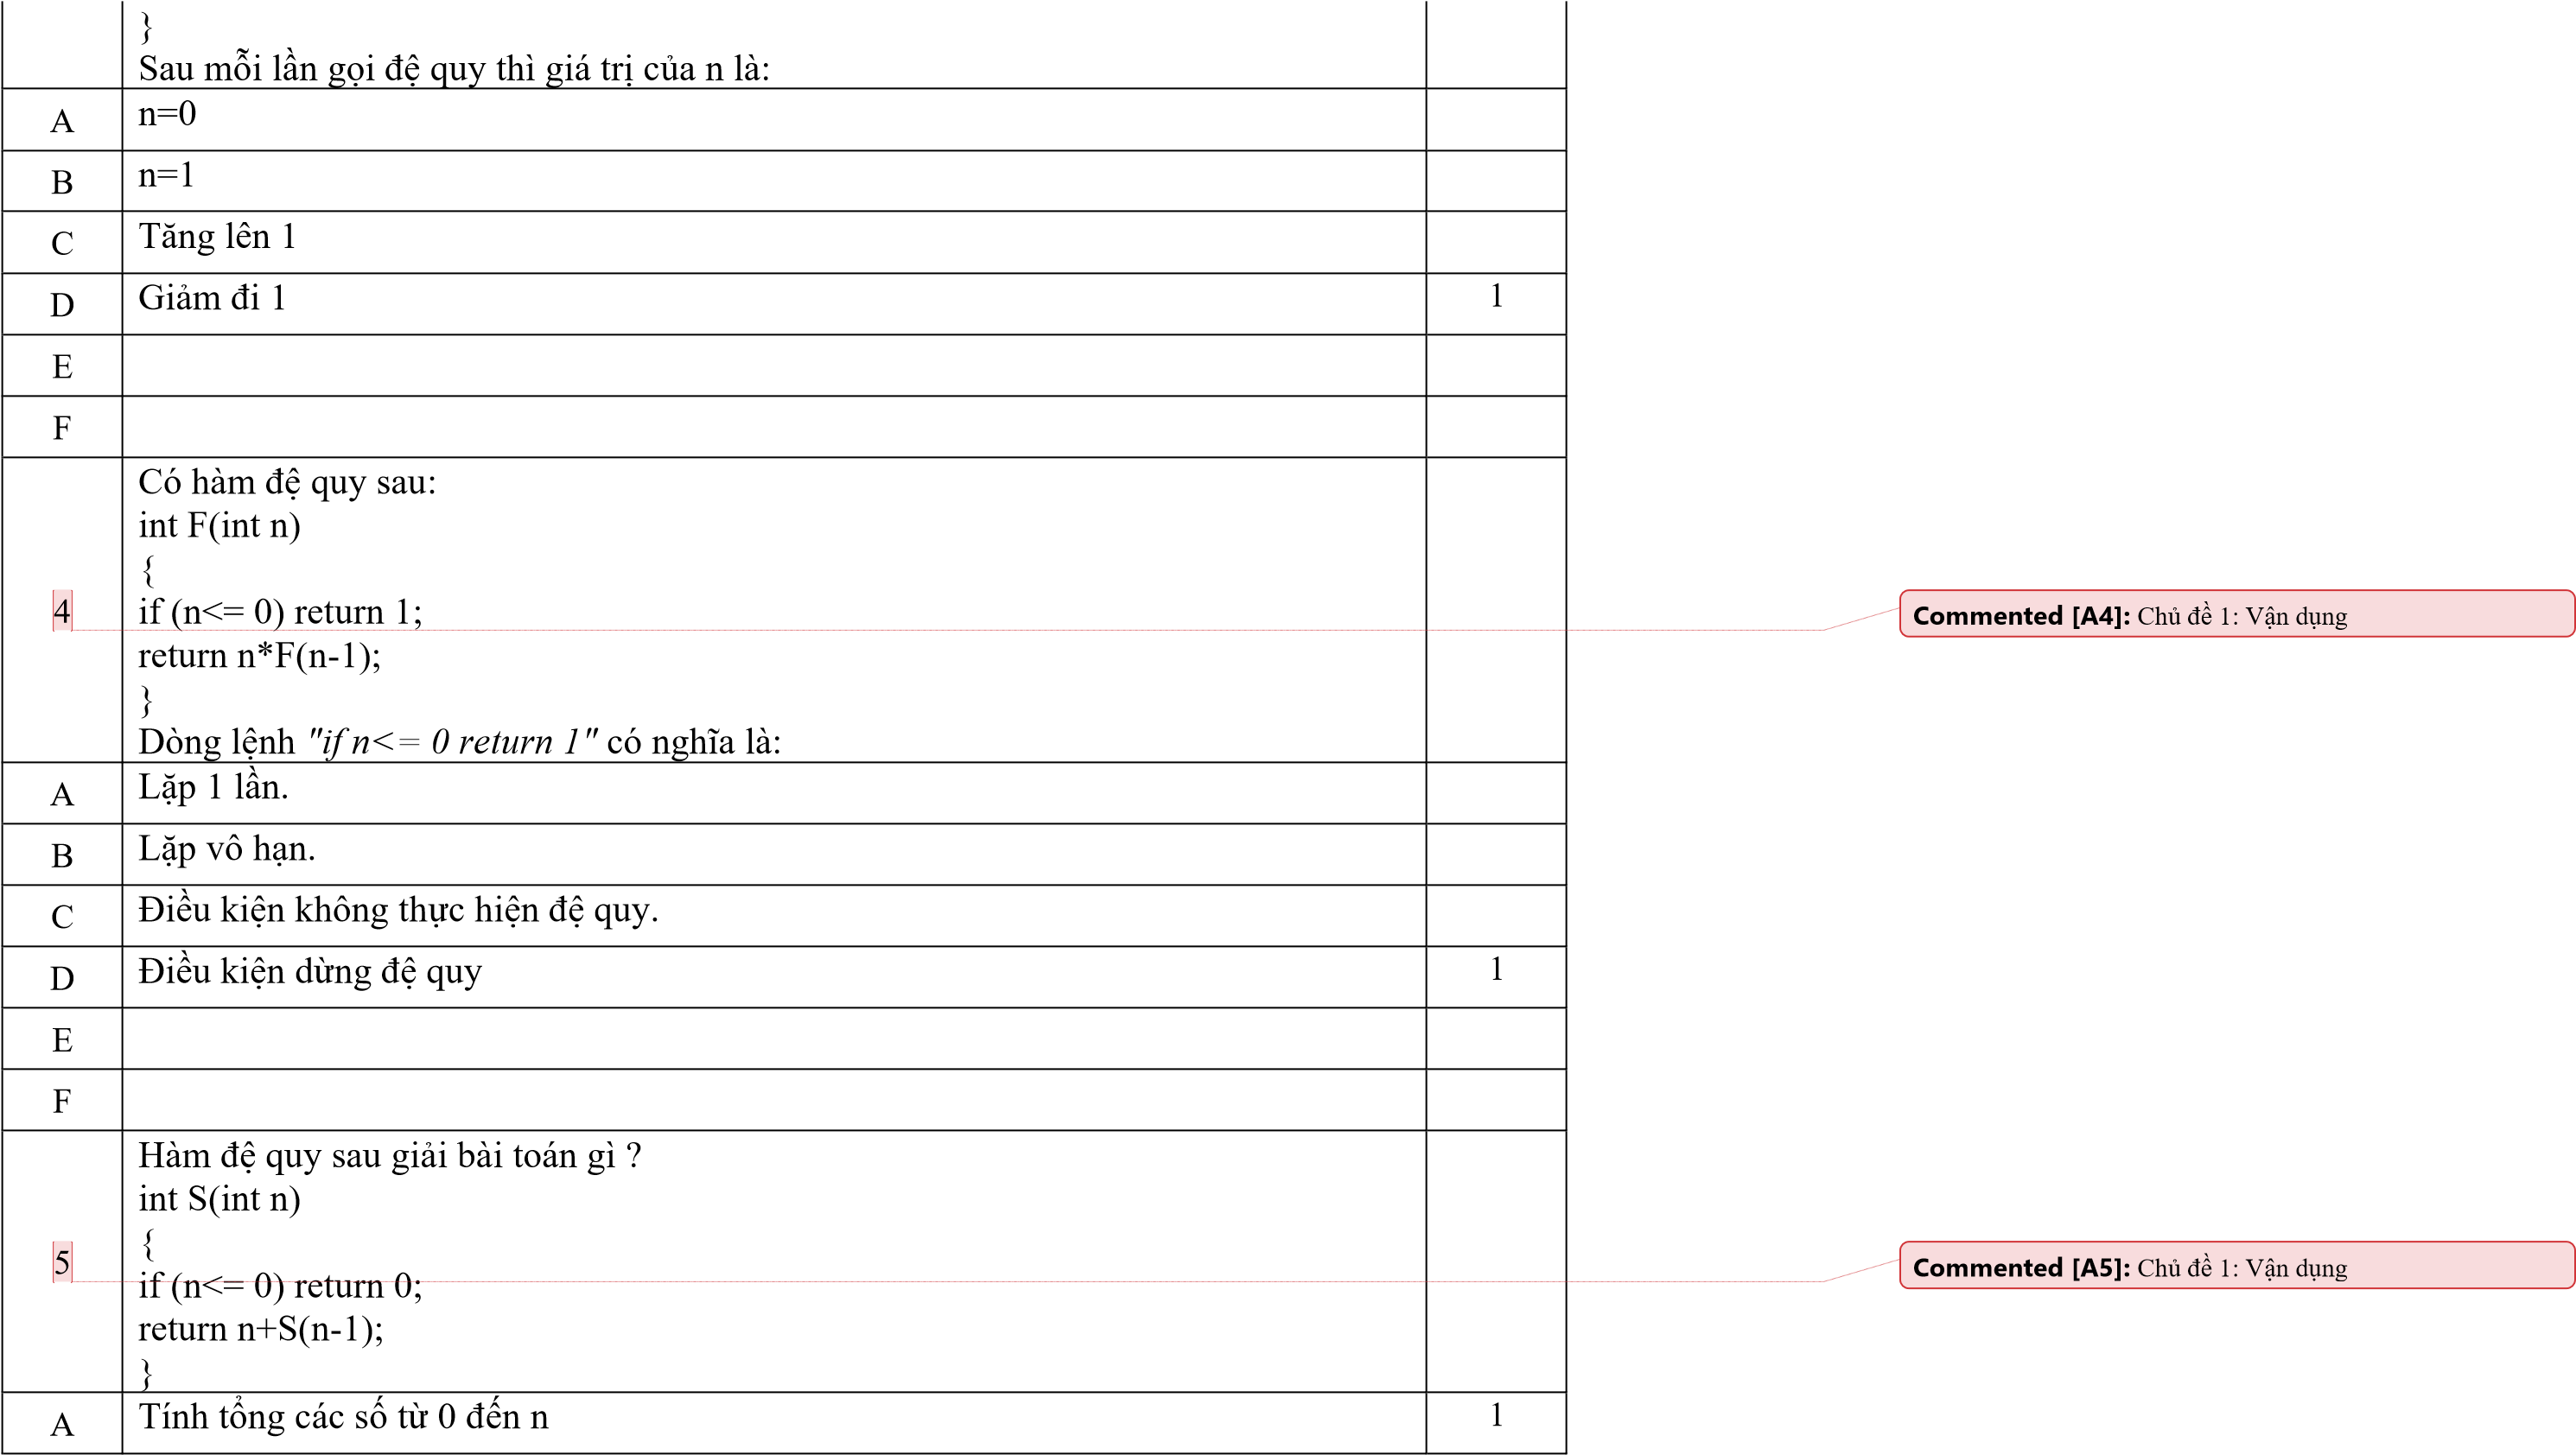 }
Sau mỗi lần gọi đệ quy thì giá trị của n là:
A
n=0
B
n=1
C
Tăng lên 1
D
Giảm đi 1
1
E
F
4
Có hàm đệ quy sau:
int F(int n)
{
if (n<= 0) return 1;
return n*F(n-1);
}
Dòng lệnh "if n<= 0 return 1" có nghĩa là:
Commented [A4]: Chủ đề 1: Vận dụng
A
Lặp 1 lần.
B
Lặp vô hạn.
C
Điều kiện không thực hiện đệ quy.
D
Điều kiện dừng đệ quy
1
E
F
5
Hàm đệ quy sau giải bài toán gì ?
int S(int n)
{
if (n<= 0) return 0;
return n+S(n-1);
}
Commented [A5]: Chủ đề 1: Vận dụng
A
Tính tổng các số từ 0 đến n
1